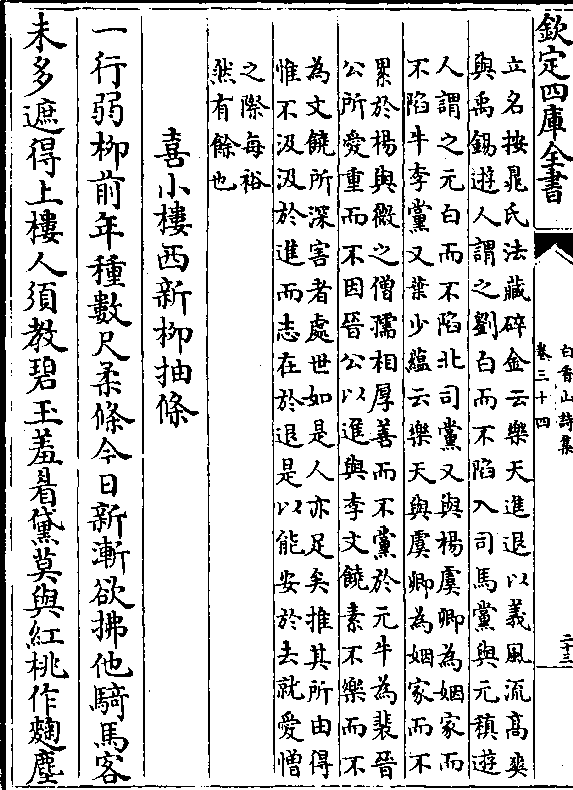 欽定四庫全書
白香山詩集
卷三十四
二十三
立名按晁氏法藏碎金云樂天進退以義風流高爽
與禹錫遊人謂之劉白而不陷入司馬黨與元稹遊
人謂之元白而不陷北司黨又與楊虞卿為姻家而
不陷牛李黨又葉少蘊云樂天與虞卿為姻家而不
累於楊與微之僧孺相厚善而不黨於元牛為裴晉
公所愛重而不因晉公以進與李文饒素不樂而不
為文饒所深害者處世如是人亦足矣推其所由得
惟不汲汲於進而志在於退是以能安於去就愛憎
之際每裕
然有餘也
喜小樓西新柳抽條
一行弱柳前年種數尺柔條今日新漸欲拂他騎馬客
未多遮得上樓人須教碧玉羞眉黛莫與紅桃作麴塵